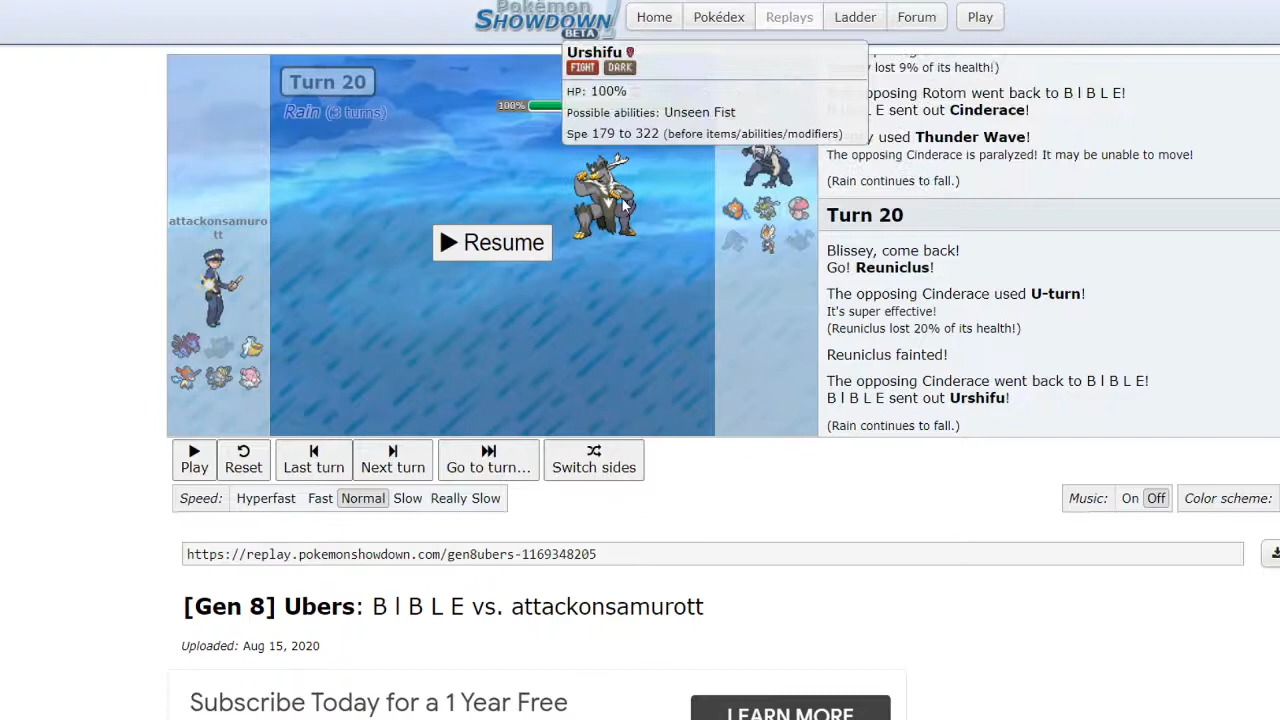 Pokémon
SHOWDOWN!
BETA
Home
Pokédex
Replays
Ladder
Forum
Play
Turn 20
Rain (3 turns)
100%
Urshifu
FIGHT DARK
HP: 100%
Possible abilities: Unseen Fist
Spe 179 to 322 (before items/abilities/modifiers)
attackonsamuro
tt
Resume
lost 9% of its health!)
opposing Rotom went back to B I B L E!
L E sent out Cinderace!
used Thunder Wave!
The opposing Cinderace is paralyzed! It may be unable to move!
(Rain continues to fall.)
Turn 20
Blissey, come back!
Go! Reuniclus!
The opposing Cinderace used U-turn!
It's super effective!
(Reuniclus lost 20% of its health!)
Reuniclus fainted!
The opposing Cinderace went back to B l B L E!
B l B L E sent out Urshifu!
(Rain continues to fall.)
Play
Reset
Last turn
Next turn
Go to turn...
Switch sides
Speed: Hyperfast Fast Normal Slow Really Slow
Music: On Off
Color scheme:
https://replay.pokemonshowdown.com/gen8ubers-1169348205
[Gen 8] Ubers: B l B L E vs. attackonsamurott
Uploaded: Aug 15, 2020
Subscribe Today for a 1 Year Free
LEARN MORE